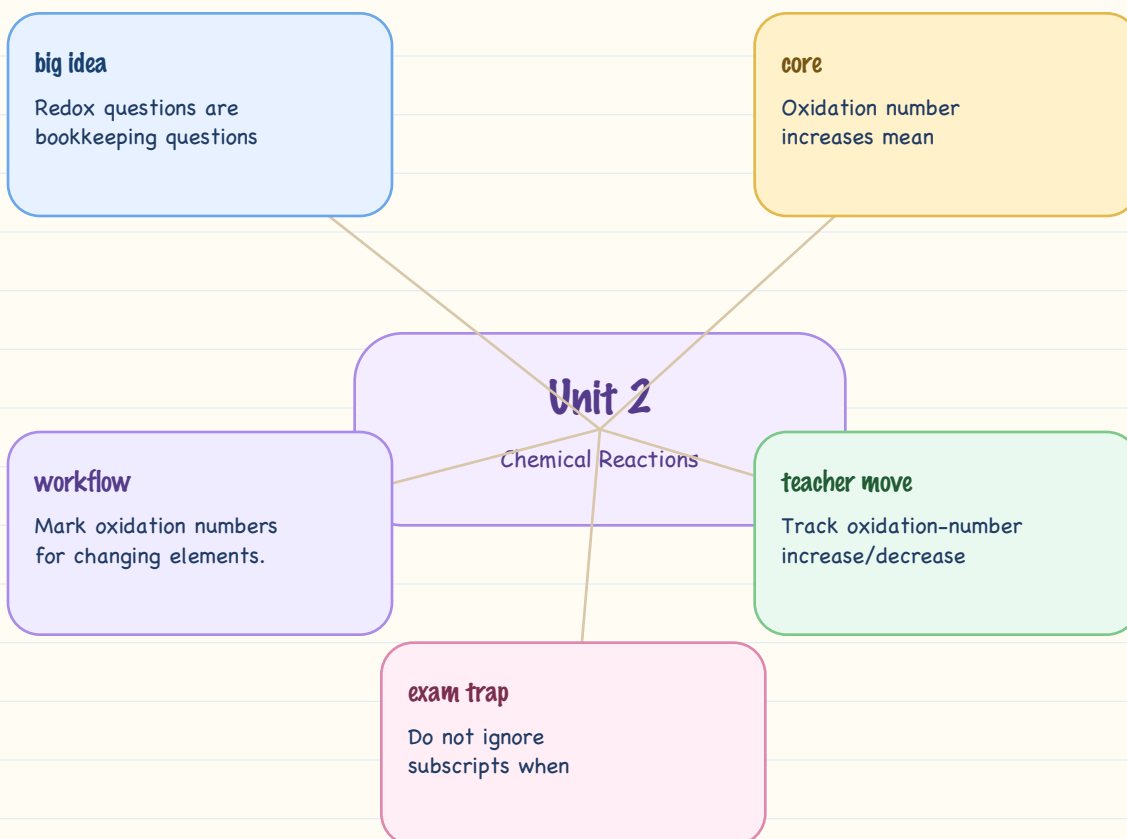 big idea
Redox questions are
bookkeeping questions
core
Oxidation number
increases mean
Unit 2
Chemical Reactions
workflow
Mark oxidation numbers
for changing elements.
teacher move
Track oxidation-number
increase/decrease
exam trap
Do not ignore
subscripts when